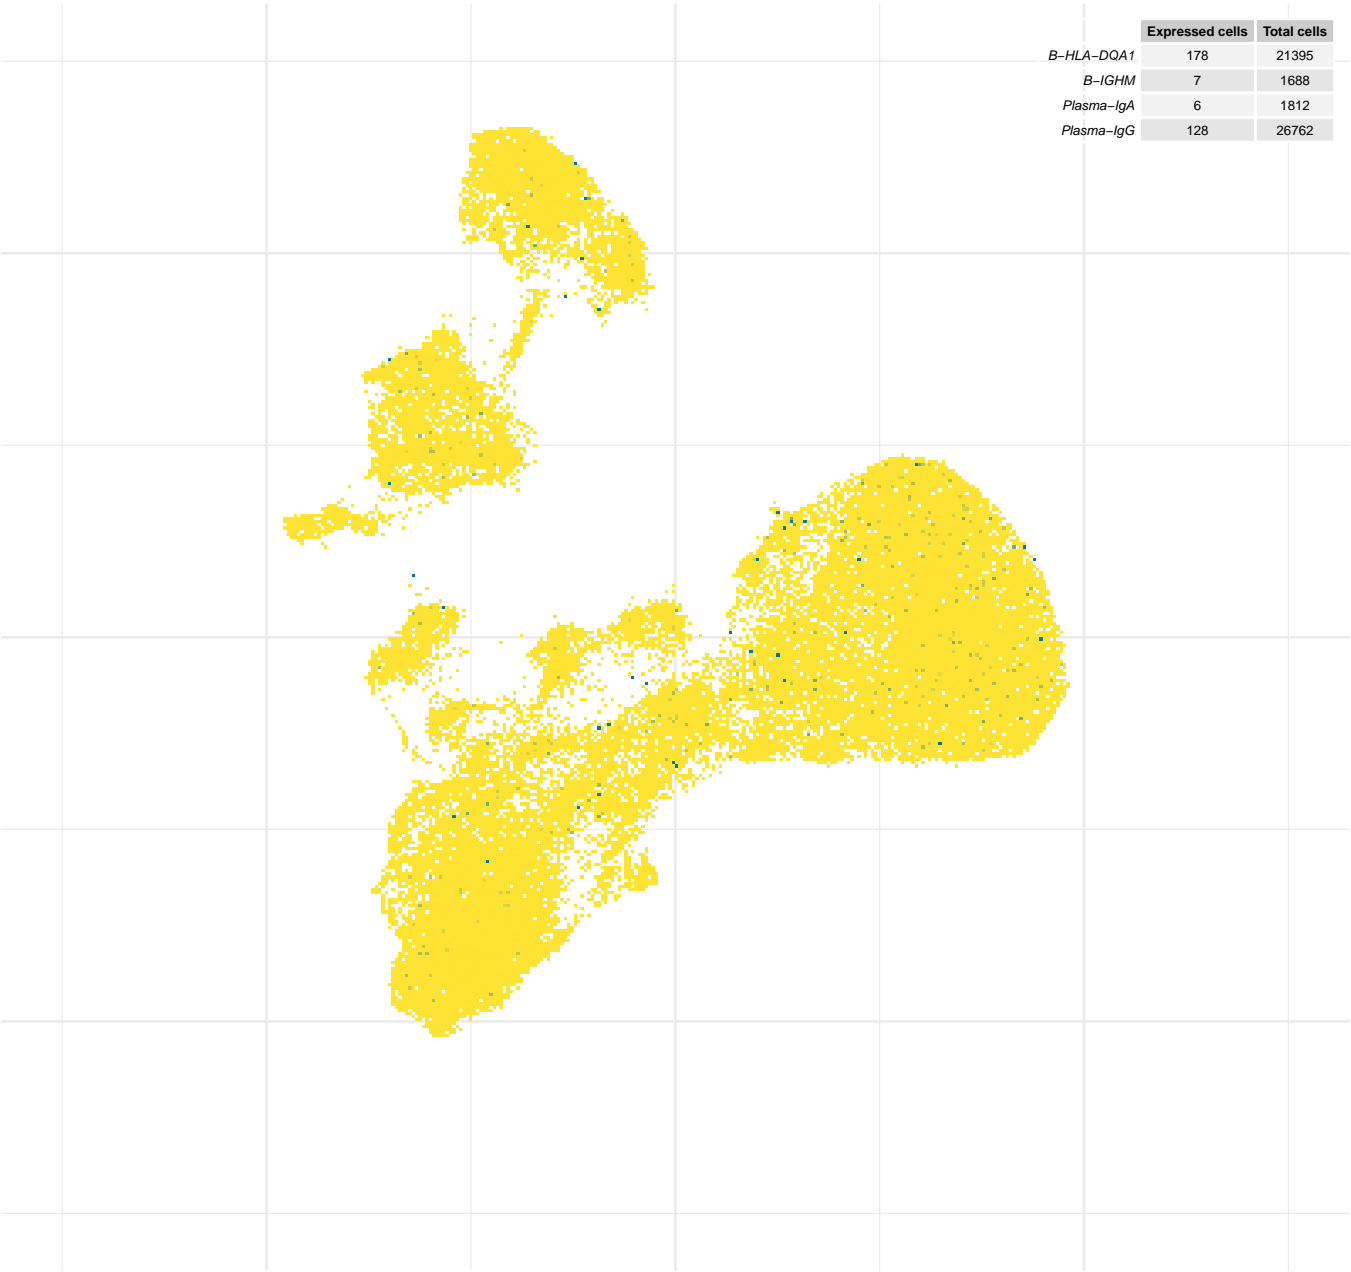 Expressed cells Total cells
B−HLA−DQA1 178 21395
B−IGHM 7 1688
Plasma−IgA 6 1812
Plasma−IgG 128 26762